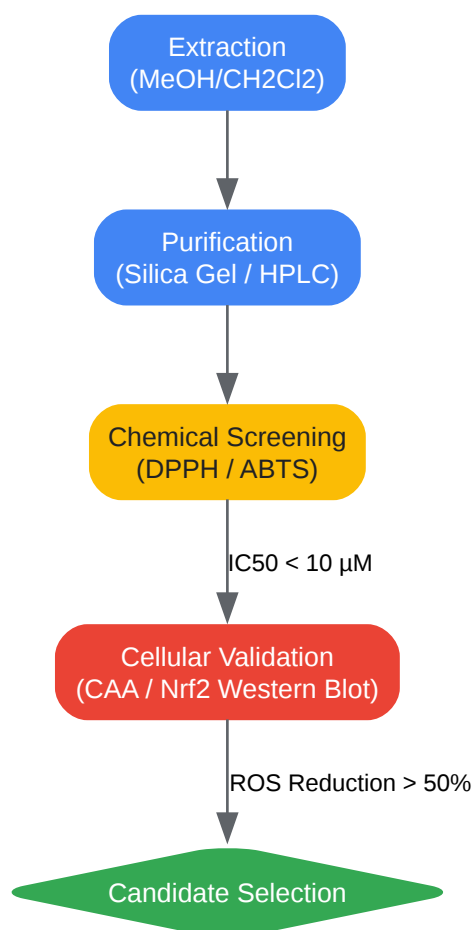 Extraction
(MeOH/CH2Cl2)
Purification
(Silica Gel / HPLC)
Chemical Screening
(DPPH / ABTS)
IC50 < 10 µM
Cellular Validation
(CAA / Nrf2 Western Blot)
ROS Reduction > 50%
Candidate Selection